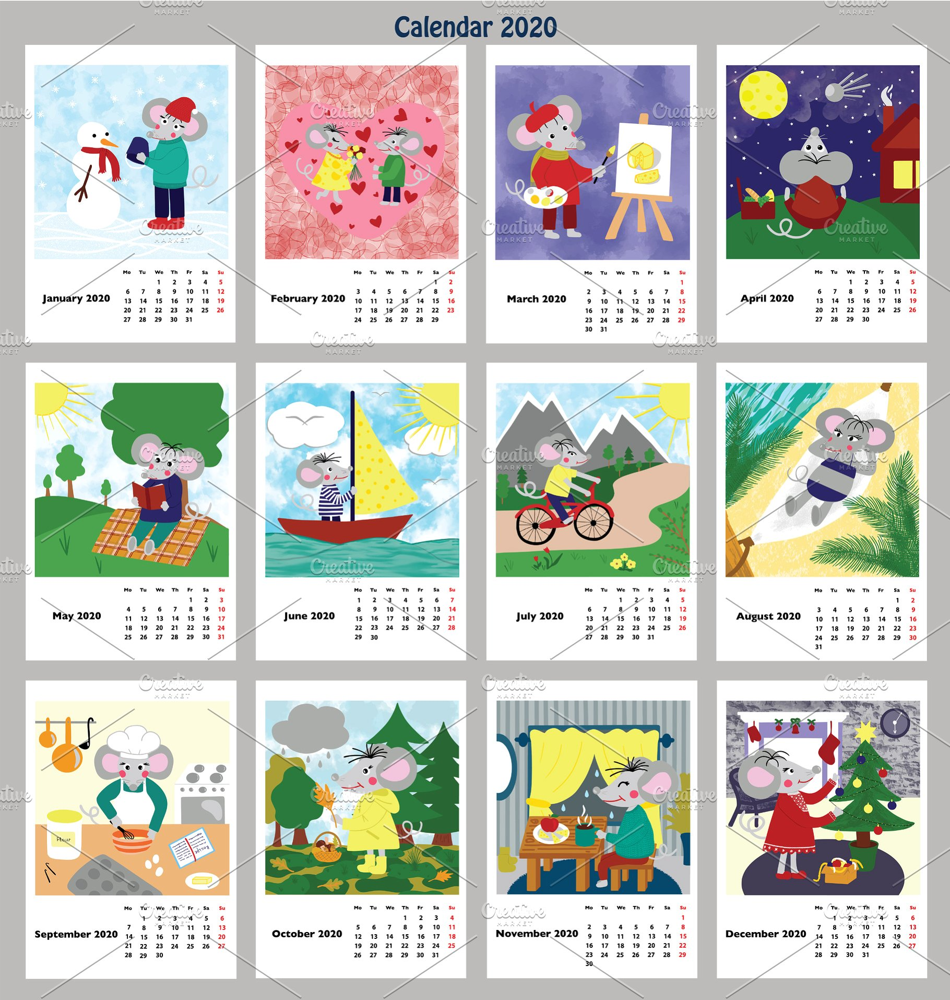 Calendar 2020
January 2020
Mo Tu We Th Fr Sa Su
1 2 3 4 5
6 7 8 9 10 11 12
13 14 15 16 17 18 19
20 21 22 23 24 25 26
27 28 29 30 31
February 2020
Mo Tu We Th Fr Sa Su
1 2
3 4 5 6 7 8 9
10 11 12 13 14 15 16
17 18 19 20 21 22 23
24 25 26 27 28 29
March 2020
Mo Tu We Th Fr Sa Su
1
2 3 4 5 6 7 8
9 10 11 12 13 14 15
16 17 18 19 20 21 22
23 24 25 26 27 28 29
30 31
April 2020
Mo Tu We Th Fr Sa Su
1 2 3 4 5
6 7 8 9 10 11 12
13 14 15 16 17 18 19
20 21 22 23 24 25 26
27 28 29 30
May 2020
Mo Tu We Th Fr Sa Su
1 2 3
4 5 6 7 8 9 10
11 12 13 14 15 16 17
18 19 20 21 22 23 24
25 26 27 28 29 30 31
June 2020
Mo Tu We Th Fr Sa Su
1 2 3 4 5 6 7
8 9 10 11 12 13 14
15 16 17 18 19 20 21
22 23 24 25 26 27 28
29 30
July 2020
Mo Tu We Th Fr Sa Su
1 2 3 4 5
6 7 8 9 10 11 12
13 14 15 16 17 18 19
20 21 22 23 24 25 26
27 28 29 30 31
August 2020
Mo Tu We Th Fr Sa Su
1 2
3 4 5 6 7 8 9
10 11 12 13 14 15 16
17 18 19 20 21 22 23
24 25 26 27 28 29 30
31
flour
Recipe
September 2020
Mo Tu We Th Fr Sa Su
1 2 3 4 5 6
7 8 9 10 11 12 13
14 15 16 17 18 19 20
21 22 23 24 25 26 27
28 29 30
October 2020
Mo Tu We Th Fr Sa Su
1 2 3 4
5 6 7 8 9 10 11
12 13 14 15 16 17 18
19 20 21 22 23 24 25
26 27 28 29 30 31
November 2020
Mo Tu We Th Fr Sa Su
1
2 3 4 5 6 7 8
9 10 11 12 13 14 15
16 17 18 19 20 21 22
23 24 25 26 27 28 29
30
December 2020
Mo Tu We Th Fr Sa Su
1 2 3 4 5 6
7 8 9 10 11 12 13
14 15 16 17 18 19 20
21 22 23 24 25 26 27
28 29 30 31
Creative
MARKET